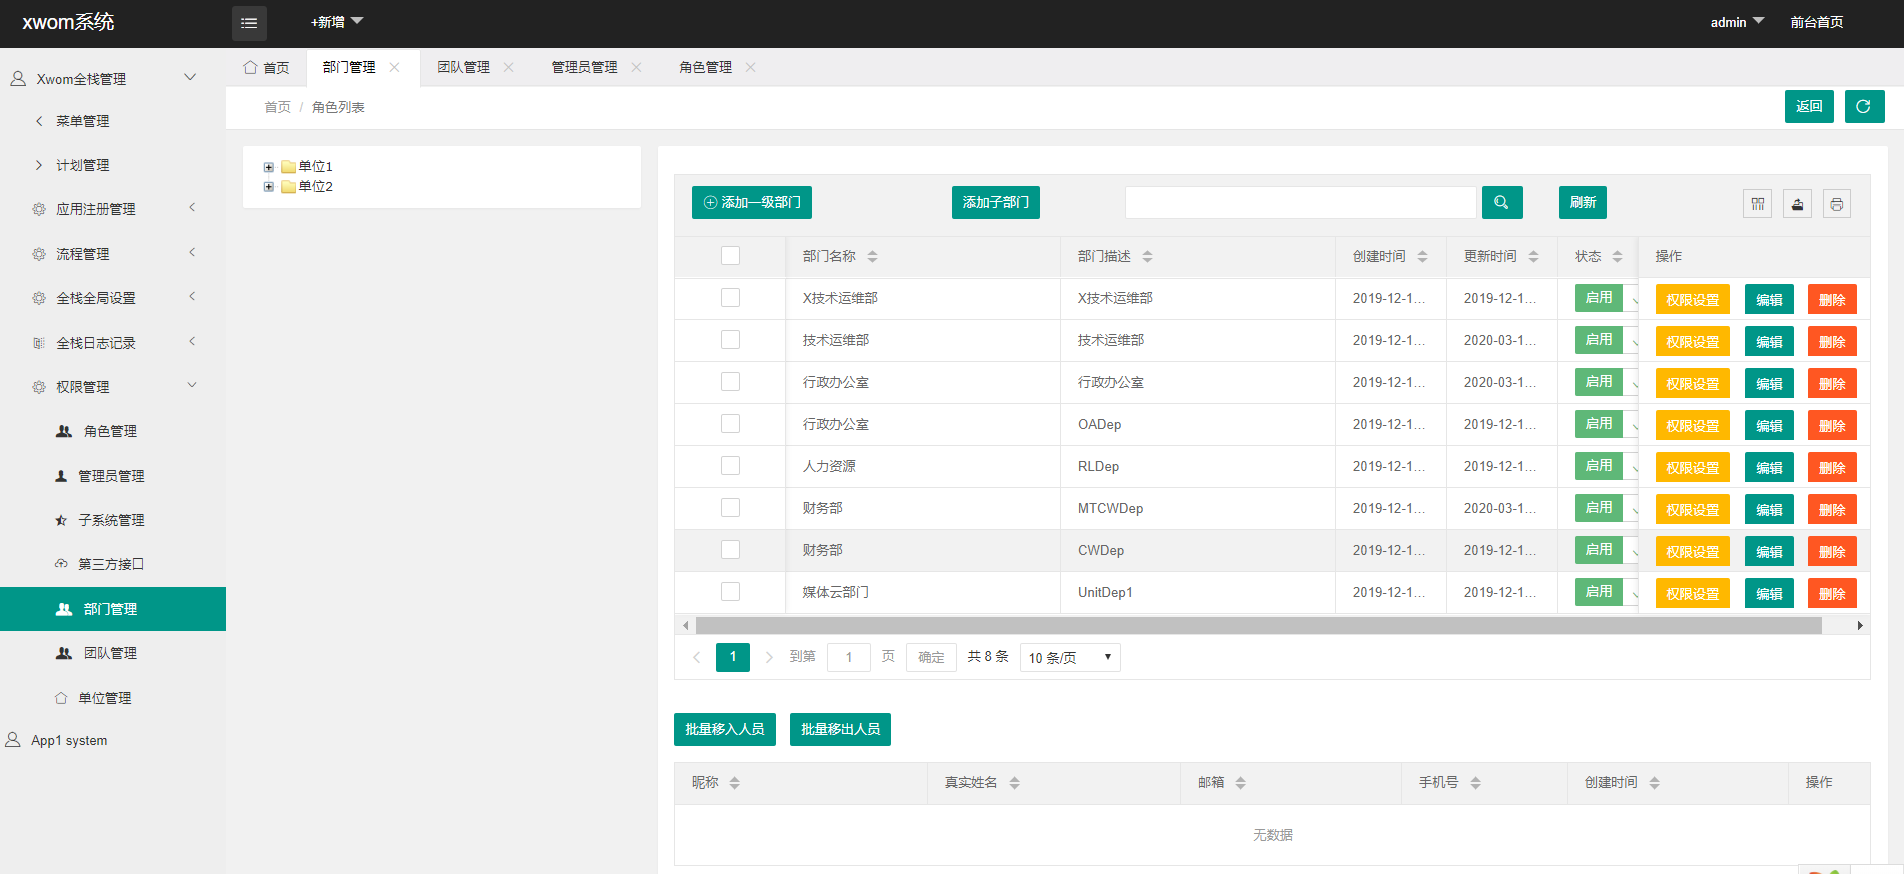 xwom系统
+新增
admin
前台首页
Xwom全栈管理
菜单管理
计划管理
应用注册管理
流程管理
全栈全局设置
全栈日志记录
权限管理
角色管理
管理员管理
子系统管理
第三方接口
部门管理
团队管理
单位管理
App1 system
首页
部门管理
团队管理
管理员管理
角色管理
首页 / 角色列表
返回
单位1
单位2
添加一级部门
添加子部门
刷新
部门名称 部门描述 创建时间 更新时间 状态 操作
X技术运维部 X技术运维部 2019-12-1... 2019-12-1... 启用 权限设置 编辑 删除
技术运维部 技术运维部 2019-12-1... 2020-03-1... 启用 权限设置 编辑 删除
行政办公室 行政办公室 2019-12-1... 2020-03-1... 启用 权限设置 编辑 删除
行政办公室 OADep 2019-12-1... 2019-12-1... 启用 权限设置 编辑 删除
人力资源 RLDep 2019-12-1... 2019-12-1... 启用 权限设置 编辑 删除
财务部 MTCWDep 2019-12-1... 2020-03-1... 启用 权限设置 编辑 删除
财务部 CWDep 2019-12-1... 2019-12-1... 启用 权限设置 编辑 删除
媒体云部门 UnitDep1 2019-12-1... 2019-12-1... 启用 权限设置 编辑 删除
1 到第 1 页 确定 共 8 条 10 条/页
批量移入人员 批量移出人员
昵称 真实姓名 邮箱 手机号 创建时间 操作
无数据